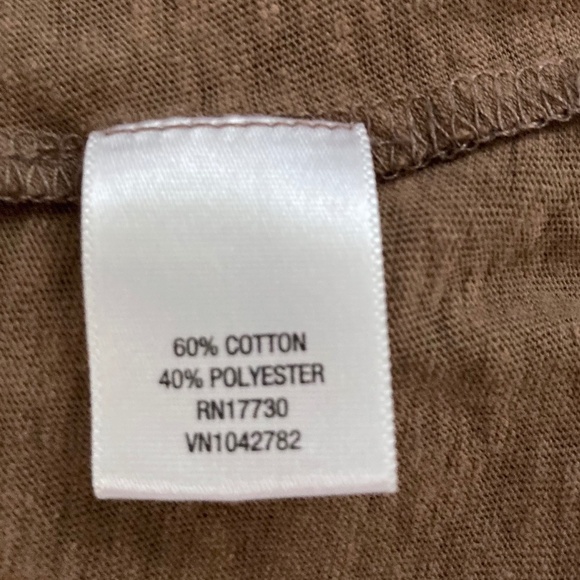 60% COTTON
40% POLYESTER
RN17730
VN1042782